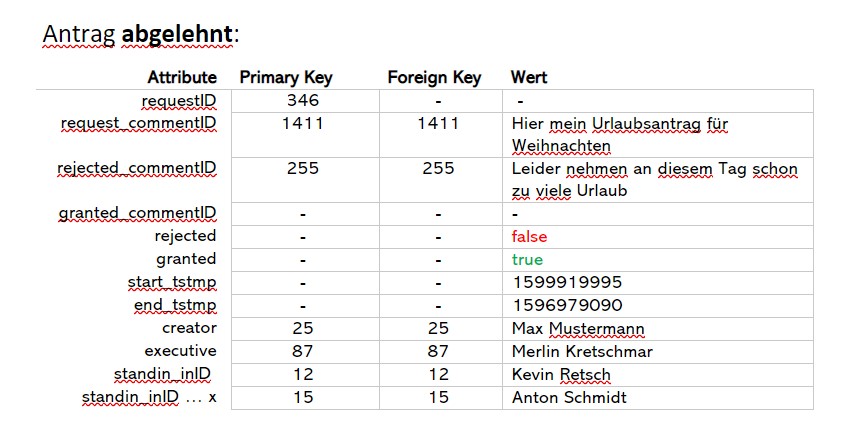 Antrag abgelehnt:
Attribute Primary Key Foreign Key Wert
requestID 346 - -
request_commentID 1411 1411 Hier mein Urlaubsantrag für
Weihnachten
rejected_commentID 255 255 Leider nehmen an diesem Tag schon
zu viele Urlaub
granted_commentID - - -
rejected - - false
granted - - true
start_tstmp - - 1599919995
end_tstmp - - 1596979090
creator 25 25 Max Mustermann
executive 87 87 Merlin Kretschmar
standin_inID 12 12 Kevin Retsch
standin_inID ... x 15 15 Anton Schmidt